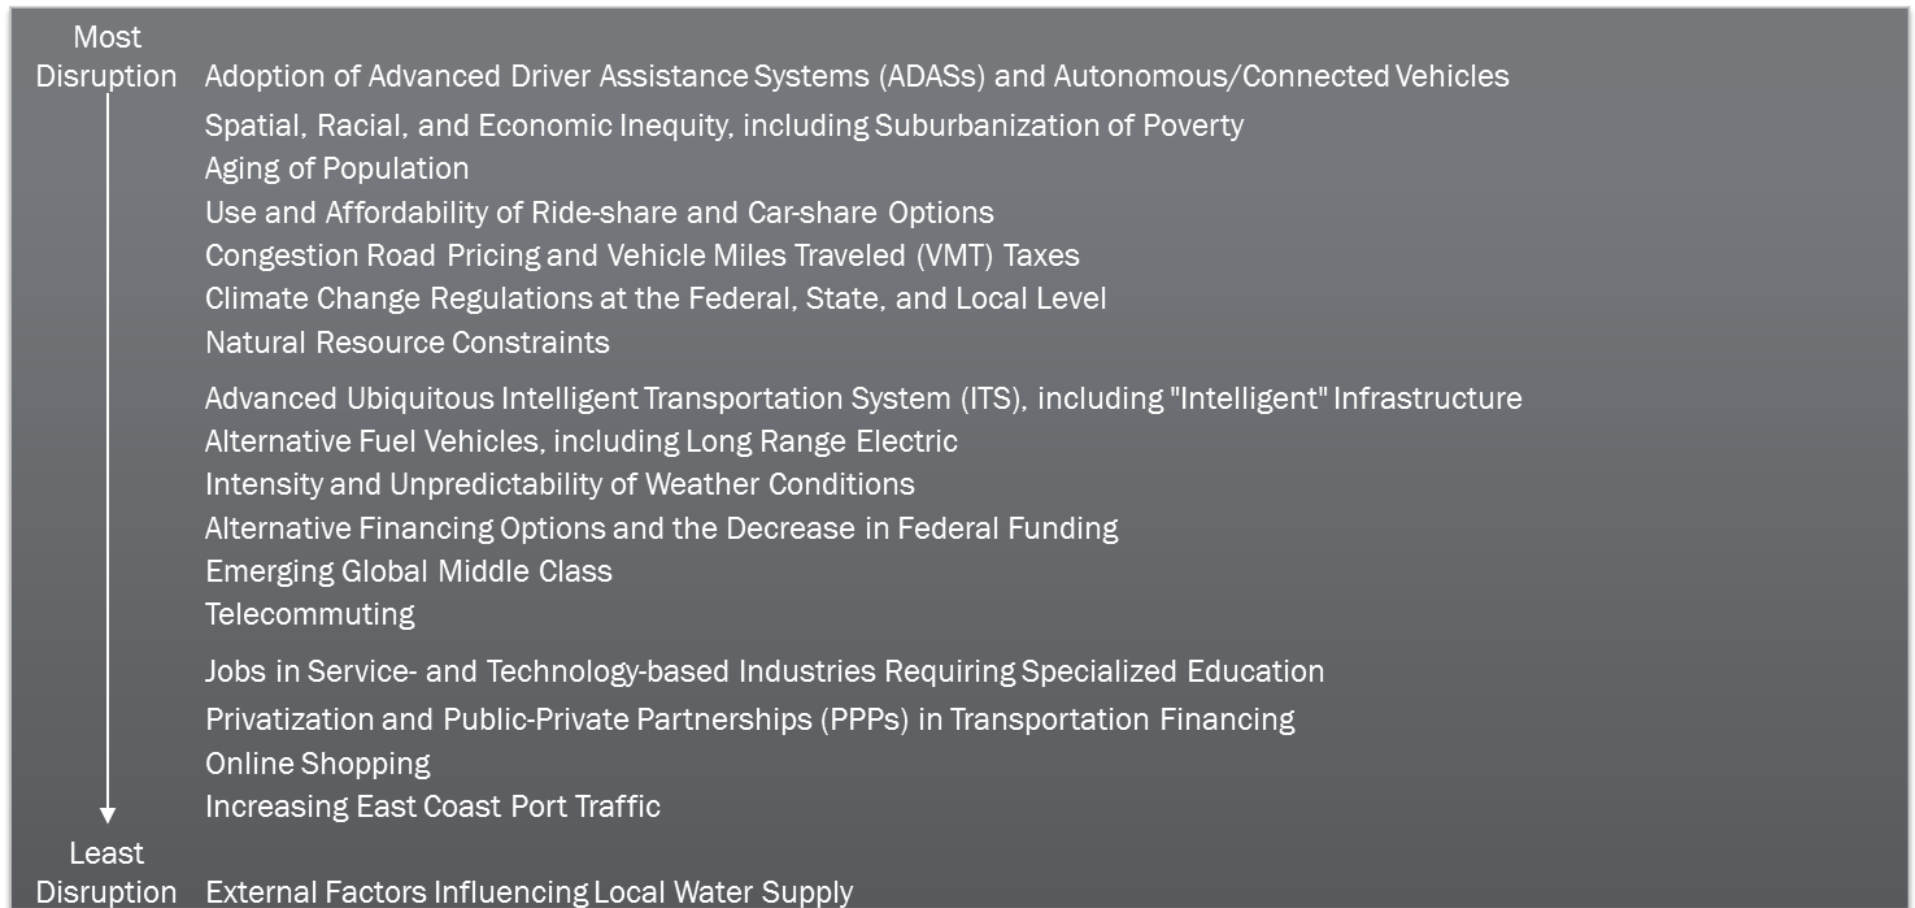 Most
Disruption Adoption of Advanced Driver Assistance Systems (ADASs) and Autonomous/Connected Vehicles
Spatial, Racial, and Economic Inequity, including Suburbanization of Poverty
Aging of Population
Use and Affordability of Ride-share and Car-share Options
Congestion Road Pricing and Vehicle Miles Traveled (VMT) Taxes
Climate Change Regulations at the Federal, State, and Local Level
Natural Resource Constraints
Advanced Ubiquitous Intelligent Transportation System (ITS), including "Intelligent" Infrastructure
Alternative Fuel Vehicles, including Long Range Electric
Intensity and Unpredictability of Weather Conditions
Alternative Financing Options and the Decrease in Federal Funding
Emerging Global Middle Class
Telecommuting
Jobs in Service- and Technology-based Industries Requiring Specialized Education
Privatization and Public-Private Partnerships (PPPs) in Transportation Financing
Online Shopping
Increasing East Coast Port Traffic
Least
Disruption External Factors Influencing Local Water Supply